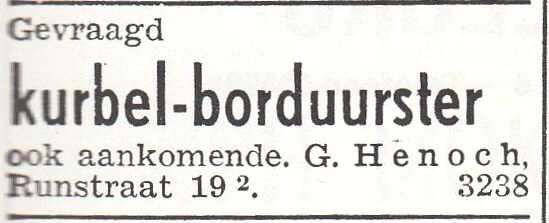 Gevraagd
kurbel-borduurster
ook aankomende. G. Henoch,
Runstraat 19 ². 3238